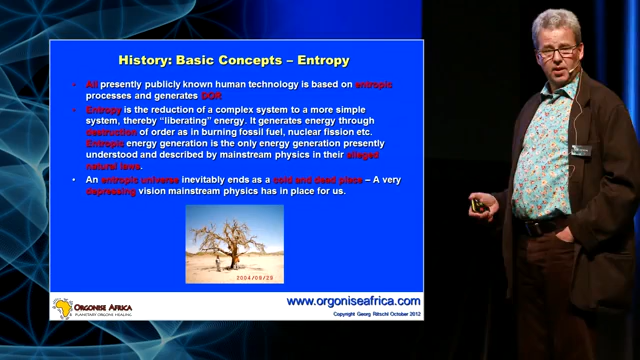 History: Basic Concepts – Entropy
• All presently publicly known human technology is based on entropic
processes and generates DOR
• Entropy is the reduction of a complex system to a more simple
system, thereby “liberating” energy. It generates energy through
destruction of order as in burning fossil fuel, nuclear fission etc.
Entropic energy generation is the only energy generation presently
understood and described by mainstream physics in their alleged
natural laws.
• An entropic universe inevitably ends as a cold and dead place – A very
depressing vision mainstream physics has in place for us.
2004/09/29
ORGONISE AFRICA
PLANETARY ORGONE HEALING
www.orgoniseafrica.com
Copyright Georg Ritschl October 2012